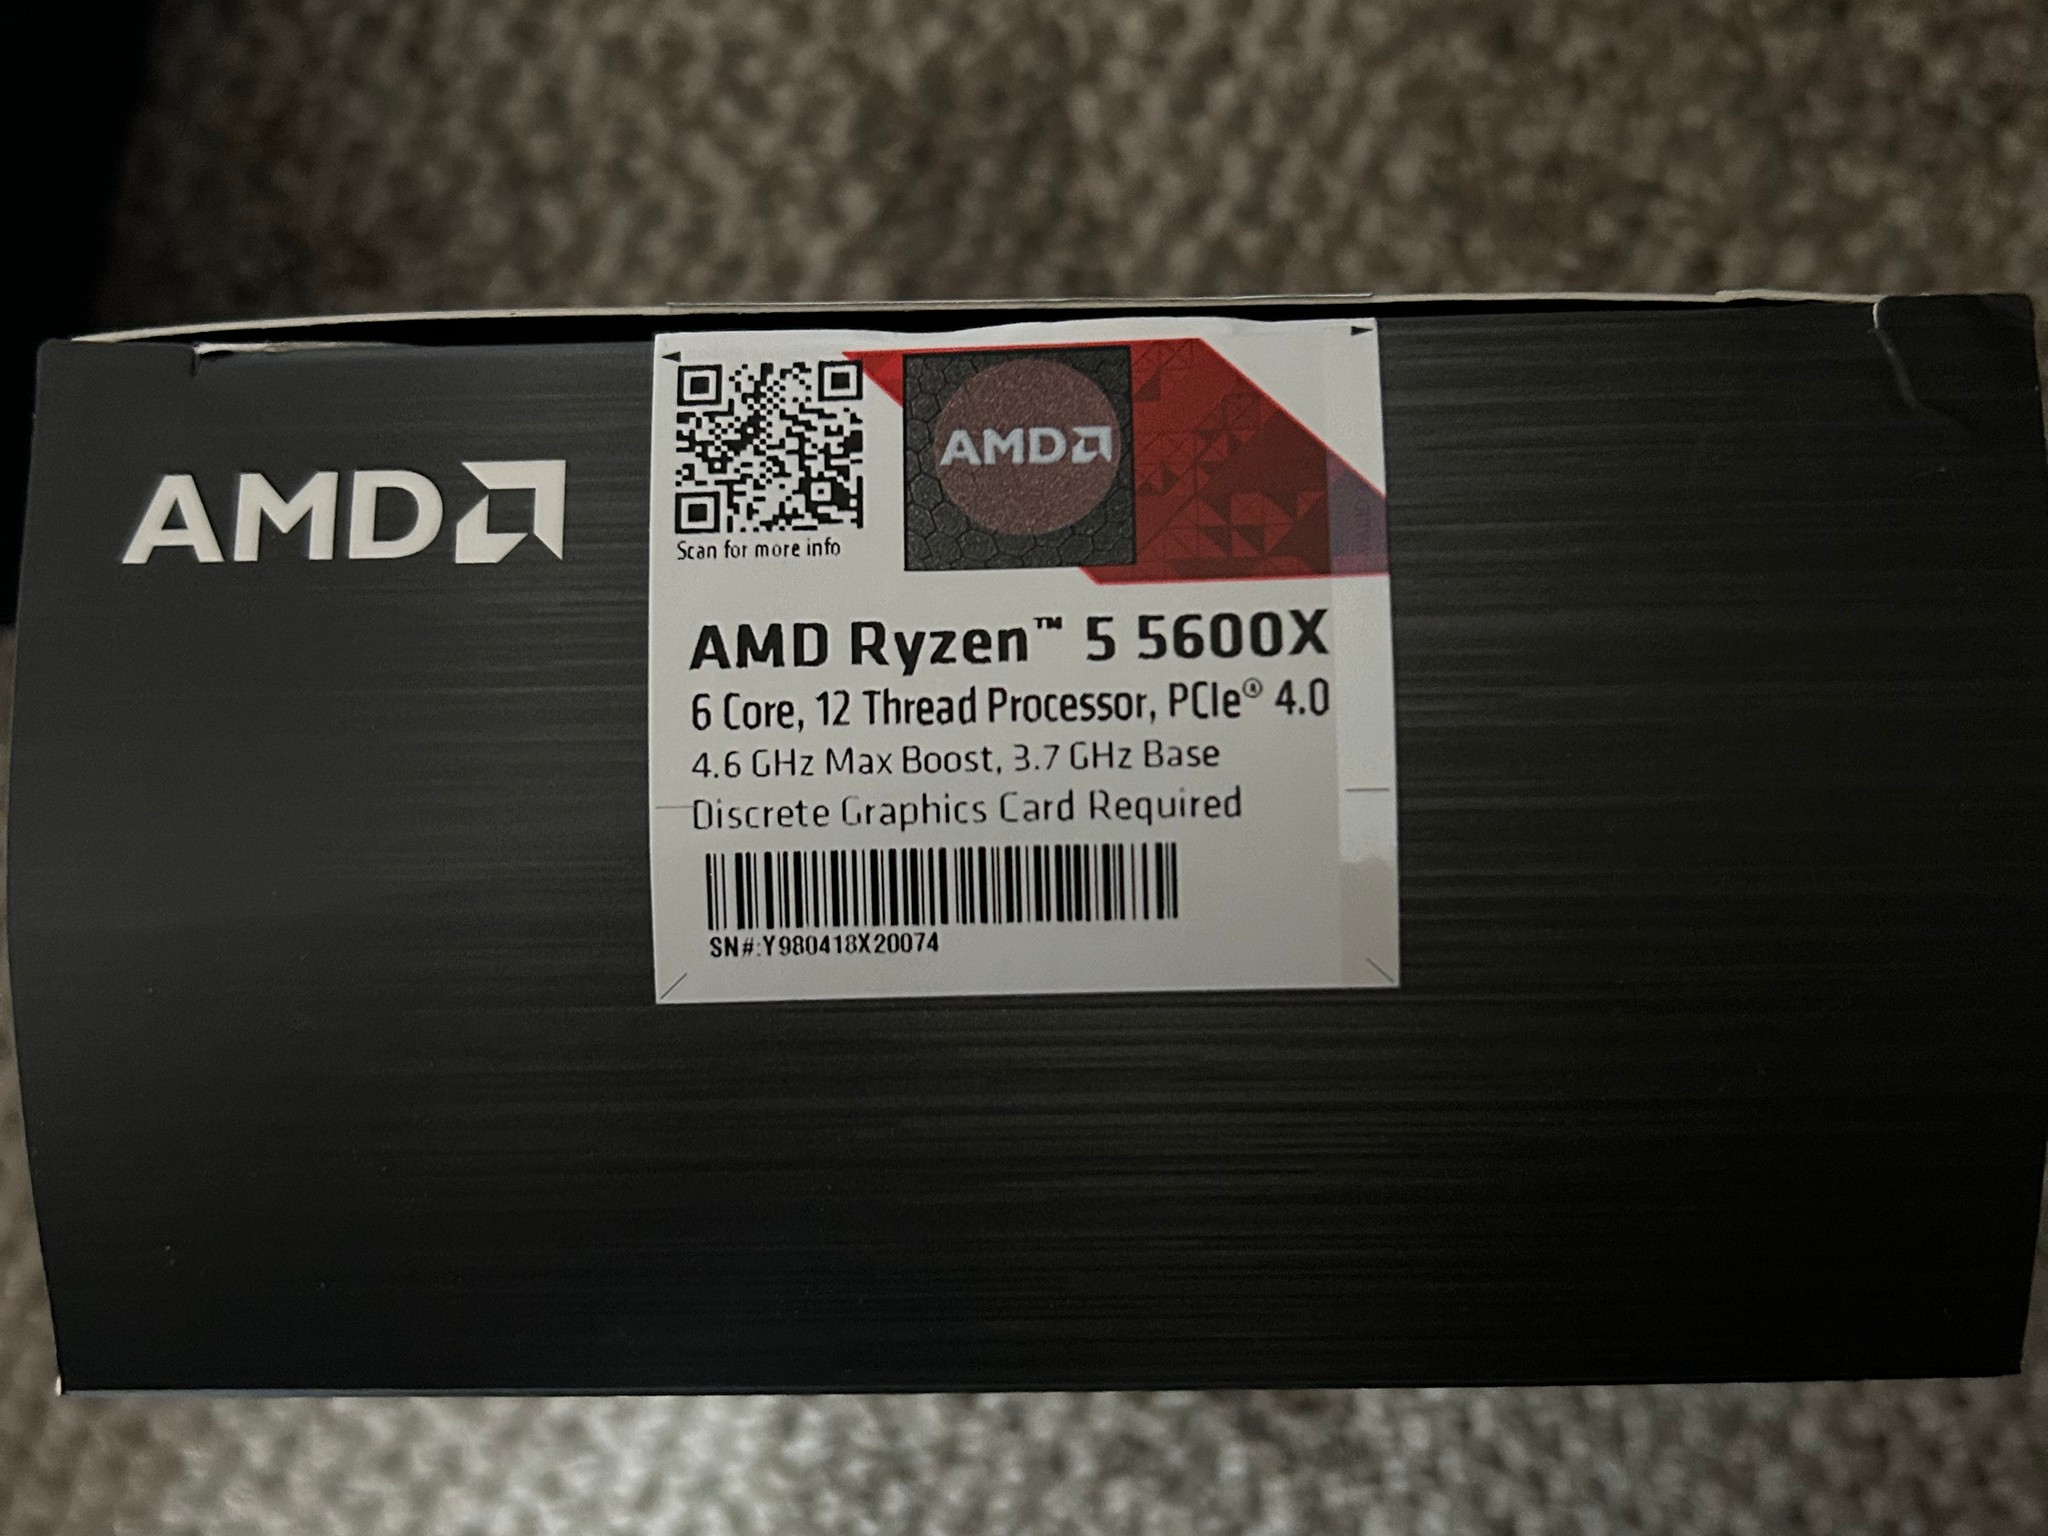 AMD
Scan for more info
AMD
AMD Ryzen™ 5 5600X
6 Core, 12 Thread Processor, PCIe® 4.0
4.6 GHz Max Boost, 3.7 GHz Base
Discrete Graphics Card Required
SN#:Y980418X20074